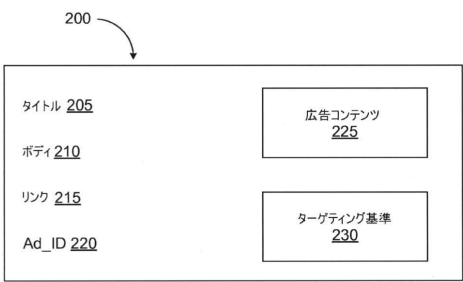 200
タイトル 205
ボディ 210
リンク 215
Ad_ID 220
広告コンテンツ
225
ターゲティング基準
230